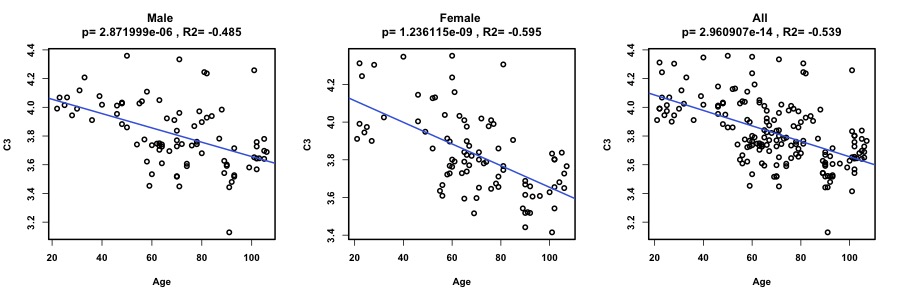 Male
p= 2.871999e-06 , R2= -0.485
C3
4.4
4.2
4.0
3.8
3.6
3.4
3.2
20 40 60 80 100
Age
Female
p= 1.236115e-09 , R2= -0.595
C3
4.2
4.0
3.8
3.6
3.4
20 40 60 80 100
Age
All
p= 2.960907e-14 , R2= -0.539
C3
4.4
4.2
4.0
3.8
3.6
3.4
3.2
20 40 60 80 100
Age